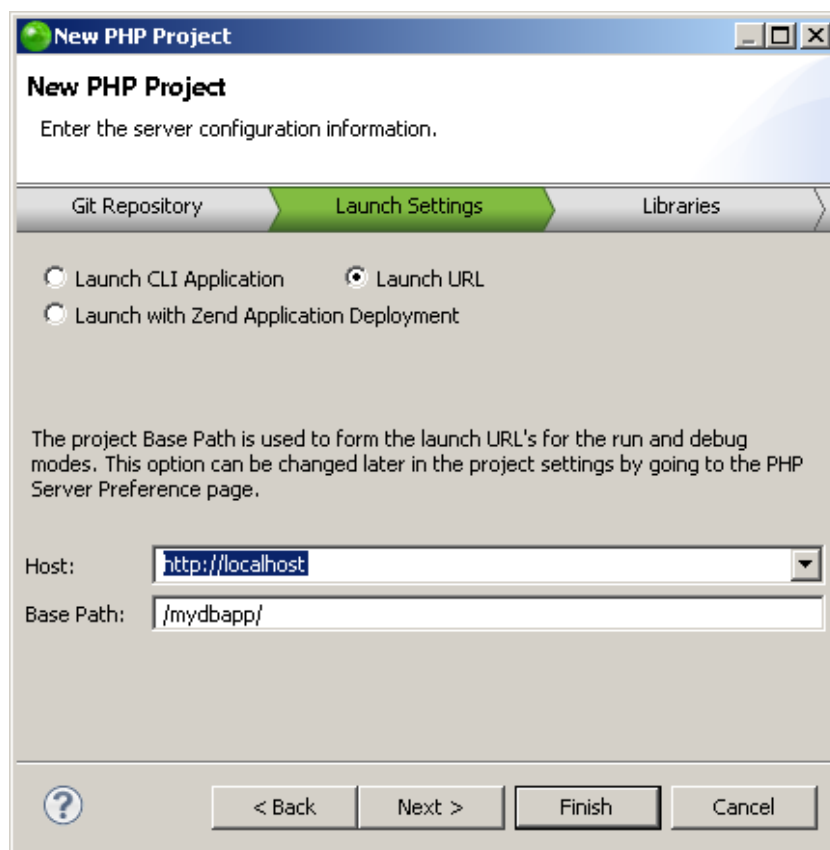 New PHP Project
New PHP Project
Enter the server configuration information.
Git Repository Launch Settings Libraries
Launch CLI Application Launch URL
Launch with Zend Application Deployment
The project Base Path is used to form the launch URL's for the run and debug
modes. This option can be changed later in the project settings by going to the PHP
Server Preference page.
Host: http://localhost
Base Path: /mydbapp/
? < Back Next > Finish Cancel